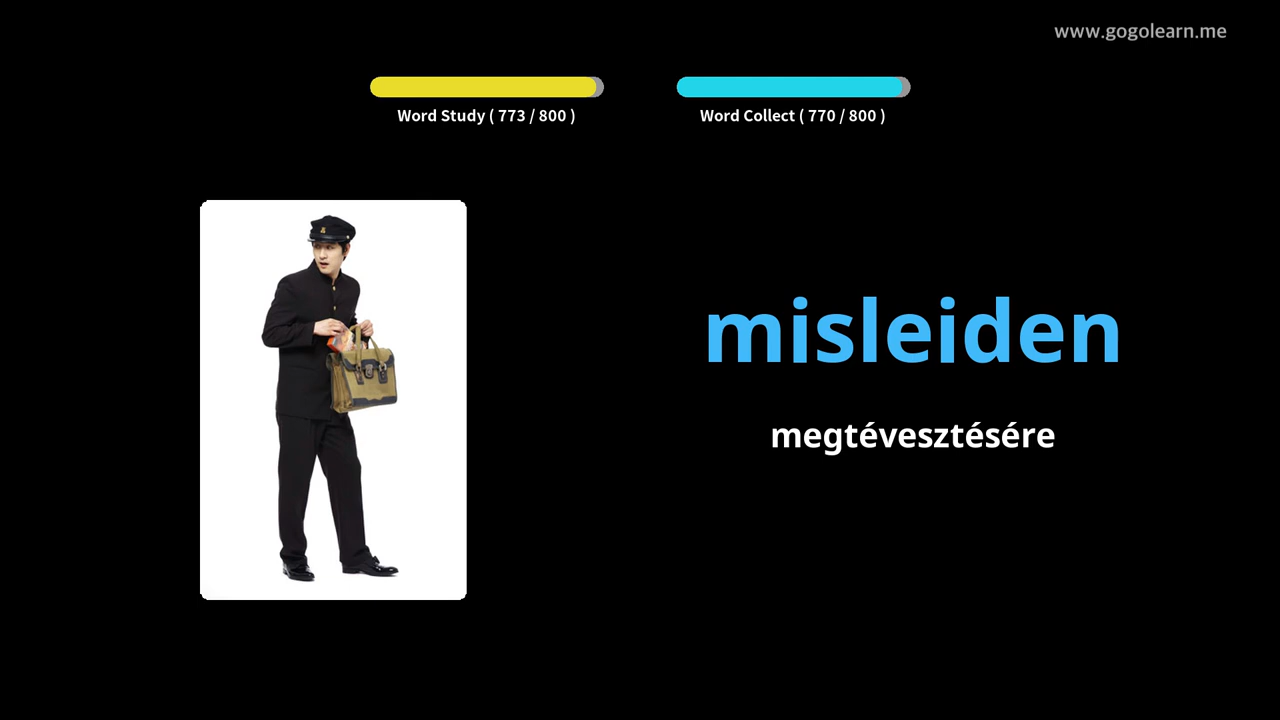 www.gogolearn.me
Word Study ( 773 / 800 )
Word Collect ( 770 / 800 )
misleiden
megtévesztésére